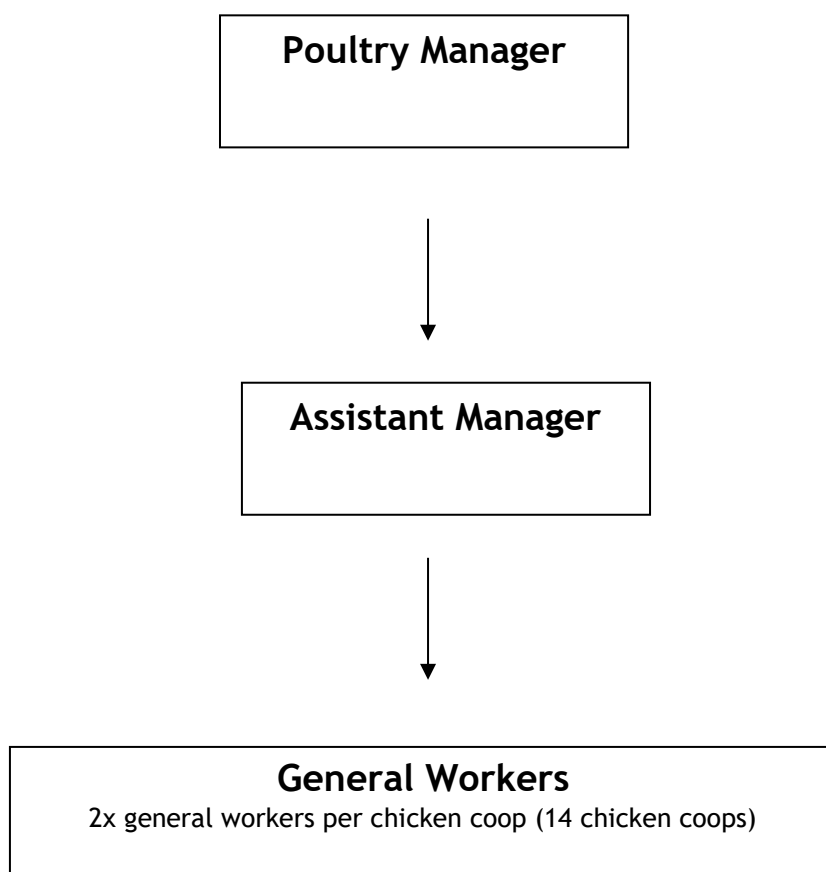 Poultry Manager
Assistant Manager
General Workers
2x general workers per chicken coop (14 chicken coops)